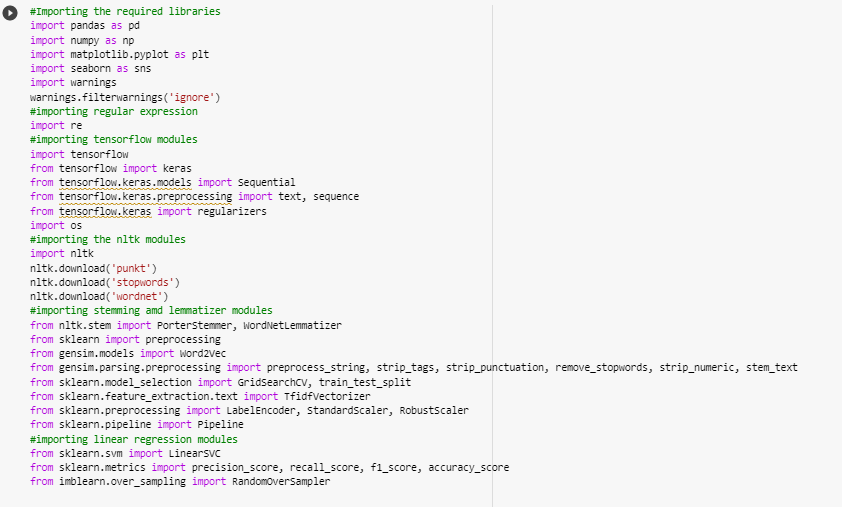 #Importing the required libraries
import pandas as pd
import numpy as np
import matplotlib.pyplot as plt
import seaborn as sns
import warnings
warnings.filterwarnings('ignore')
#importing regular expression
import re
#importing tensorflow modules
import tensorflow
from tensorflow import keras
from tensorflow.keras.models import Sequential
from tensorflow.keras.preprocessing import text, sequence
from tensorflow.keras import regularizers
import os
#importing the nltk modules
import nltk
nltk.download('punkt')
nltk.download('stopwords')
nltk.download('wordnet')
#importing stemming amd lemmatizer modules
from nltk.stem import PorterStemmer, WordNetLemmatizer
from sklearn import preprocessing
from gensim.models import Word2Vec
from gensim.parsing.preprocessing import preprocess_string, strip_tags, strip_punctuation, remove_stopwords, strip_numeric, stem_text
from sklearn.model_selection import GridSearchCV, train_test_split
from sklearn.feature_extraction.text import TfidfVectorizer
from sklearn.preprocessing import LabelEncoder, StandardScaler, RobustScaler
from sklearn.pipeline import Pipeline
#importing linear regression modules
from sklearn.svm import LinearSVC
from sklearn.metrics import precision_score, recall_score, f1_score, accuracy_score
from imblearn.over_sampling import RandomOverSampler